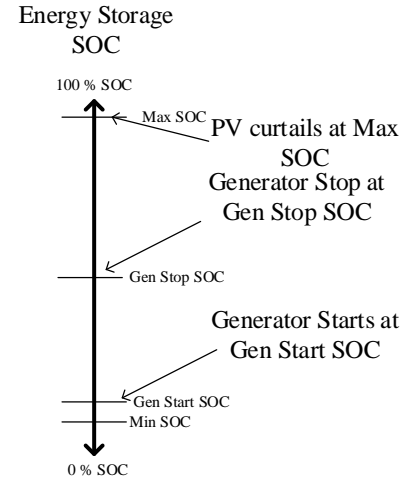 Energy Storage
SOC
100 % SOC
Max SOC
PV curtails at Max
SOC
Generator Stop at
Gen Stop SOC
Gen Stop SOC
Generator Starts at
Gen Start SOC
Gen Start SOC
Min SOC
0 % SOC